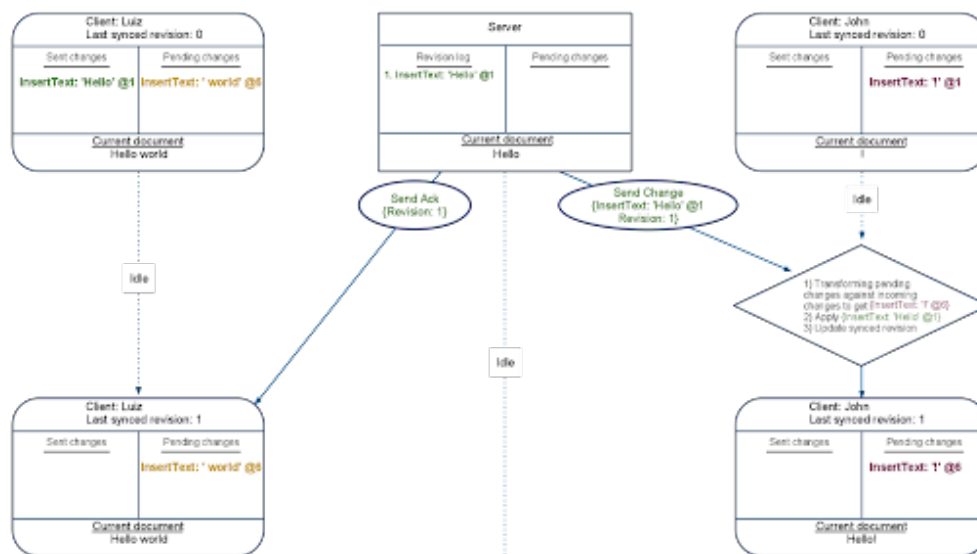 Client: Luiz
Last synced revision: 0
Sent changes
Pending changes
InsertText: 'Hello' @1
InsertText: ' world' @6
Current document
Hello world
Server
Revision log
Pending changes
1. InsertText: 'Hello' @1
Current document
Hello
Client: John
Last synced revision: 0
Sent changes
Pending changes
InsertText: '!' @1
Current document
!
Send Ack
{Revision: 1}
Send Change
{InsertText: 'Hello' @1
Revision: 1}
Idle
Idle
Idle
1) Transforming pending
changes against incoming
changes to get {InsertText: '!' @6}
2) Apply {InsertText: 'Hello' @1}
3) Update synced revision
Client: Luiz
Last synced revision: 1
Sent changes
Pending changes
InsertText: ' world' @6
Current document
Hello world
Client: John
Last synced revision: 1
Sent changes
Pending changes
InsertText: '!' @6
Current document
Hello!